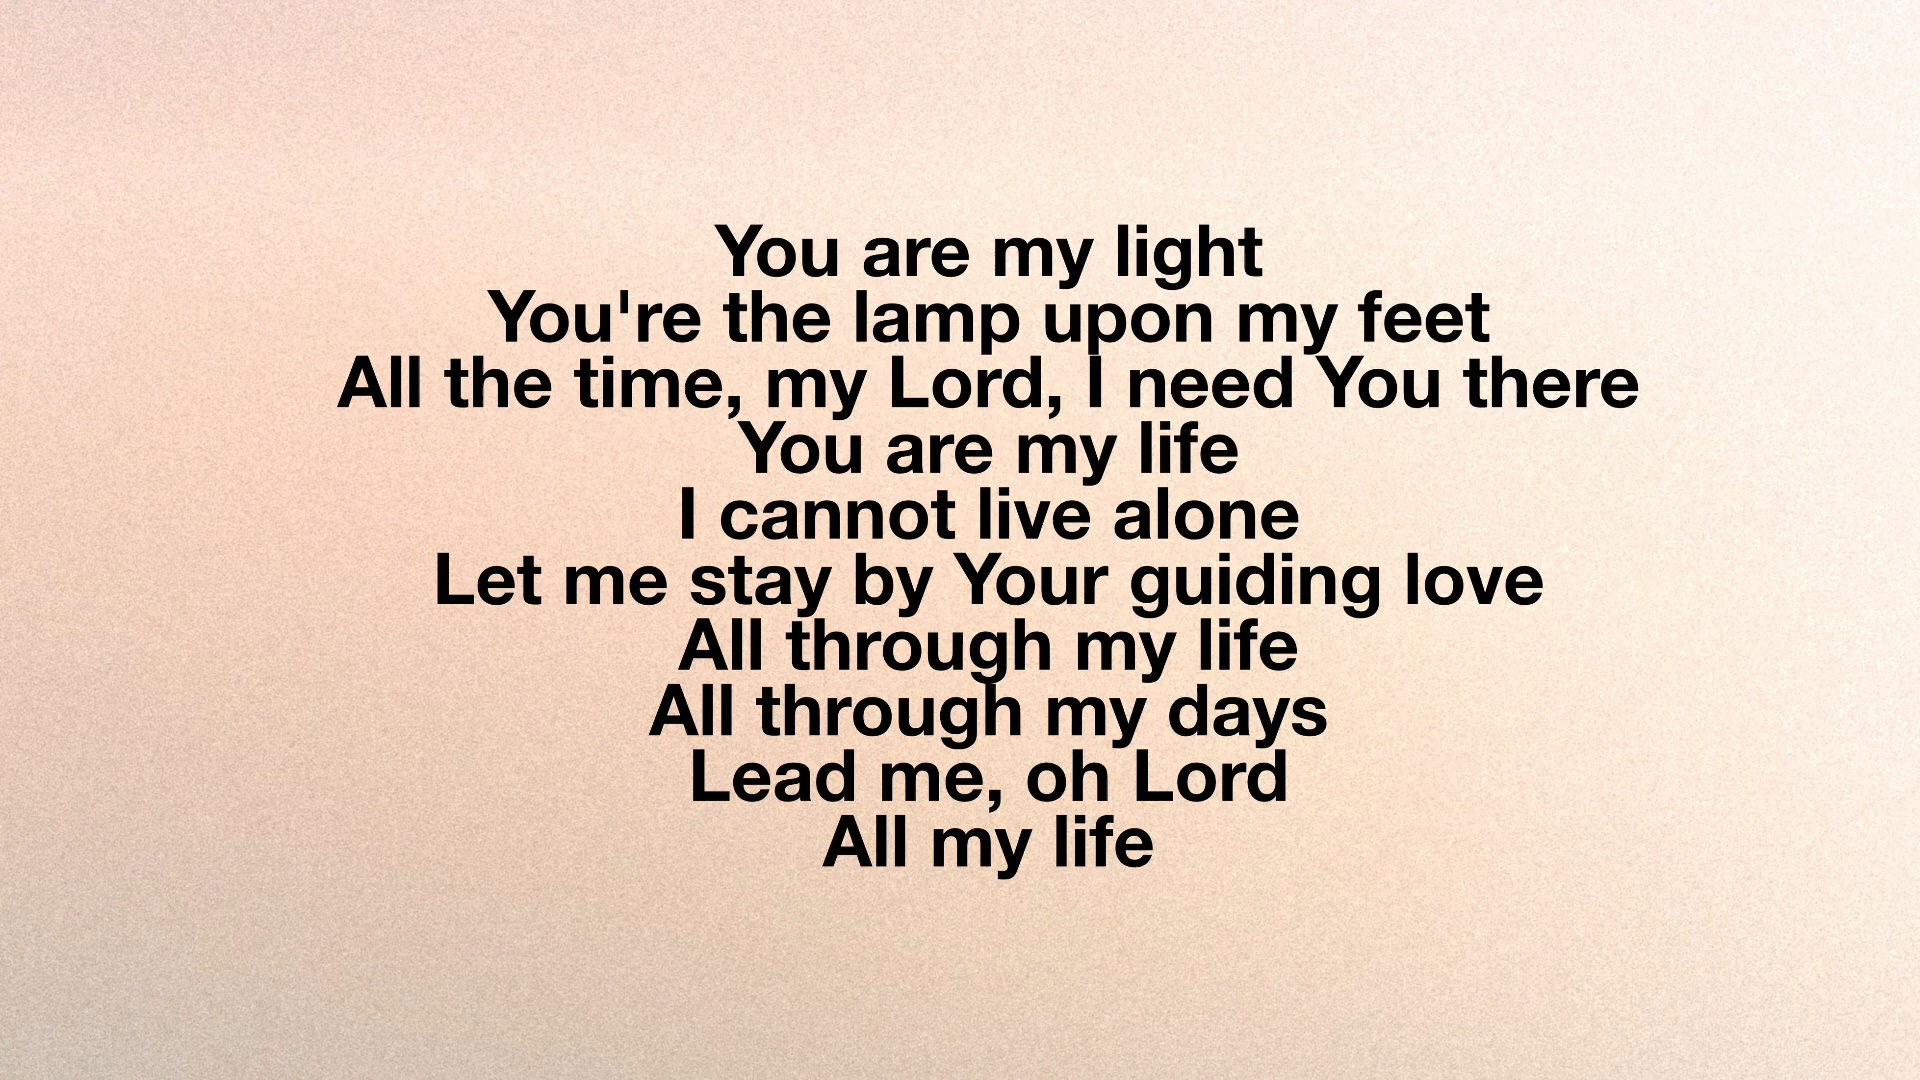 You are my light
You're the lamp upon my feet
All the time, my Lord, I need You there
You are my life
I cannot live alone
Let me stay by Your guiding love
All through my life
All through my days
Lead me, oh Lord
All my life